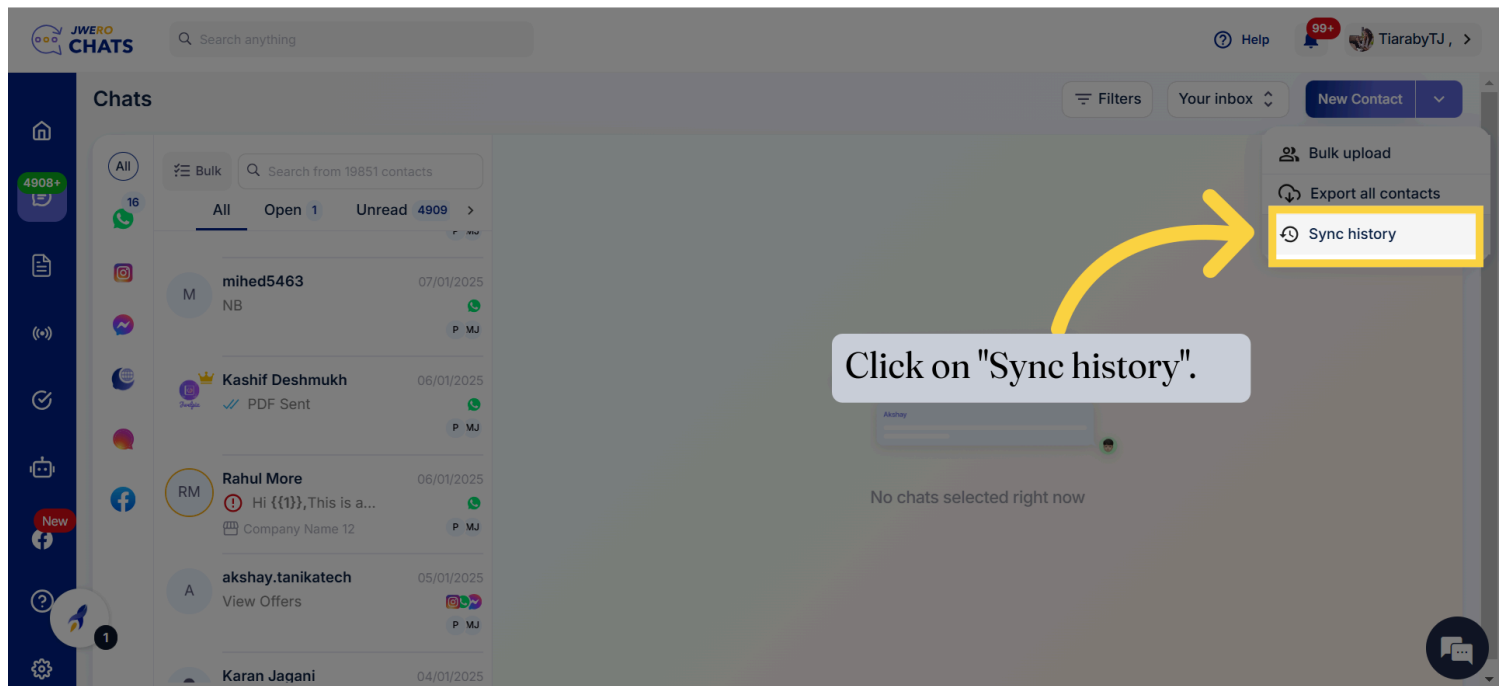 JWERO
CHATS
Search anything
Help
99+
TiarabyTJ ,
Chats
Filters
Your inbox
New Contact
Bulk upload
Export all contacts
Sync history
4908+
All
16
Bulk
Search from 19851 contacts
All
Open 1
Unread 4909
P MJ
M
mihed5463
07/01/2025
NB
P MJ
Kashif Deshmukh
06/01/2025
PDF Sent
P MJ
RM
Rahul More
06/01/2025
Hi {{1}},This is a...
Company Name 12
P MJ
A
akshay.tanikatech
05/01/2025
View Offers
P MJ
Karan Jagani
04/01/2025
Click on "Sync history".
Akshay
No chats selected right now
New
1